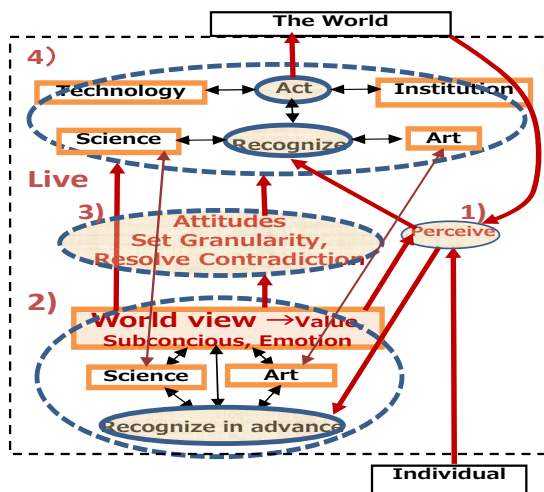 The World
4)
Technology
Act
Institution
Science
Recognize
Art
Live
3)
Attitudes
Set Granularity,
Resolve Contradiction
1)
Perceive
2)
World view →Value
Subconcious, Emotion
Science
Art
Recognize in advance
Individual